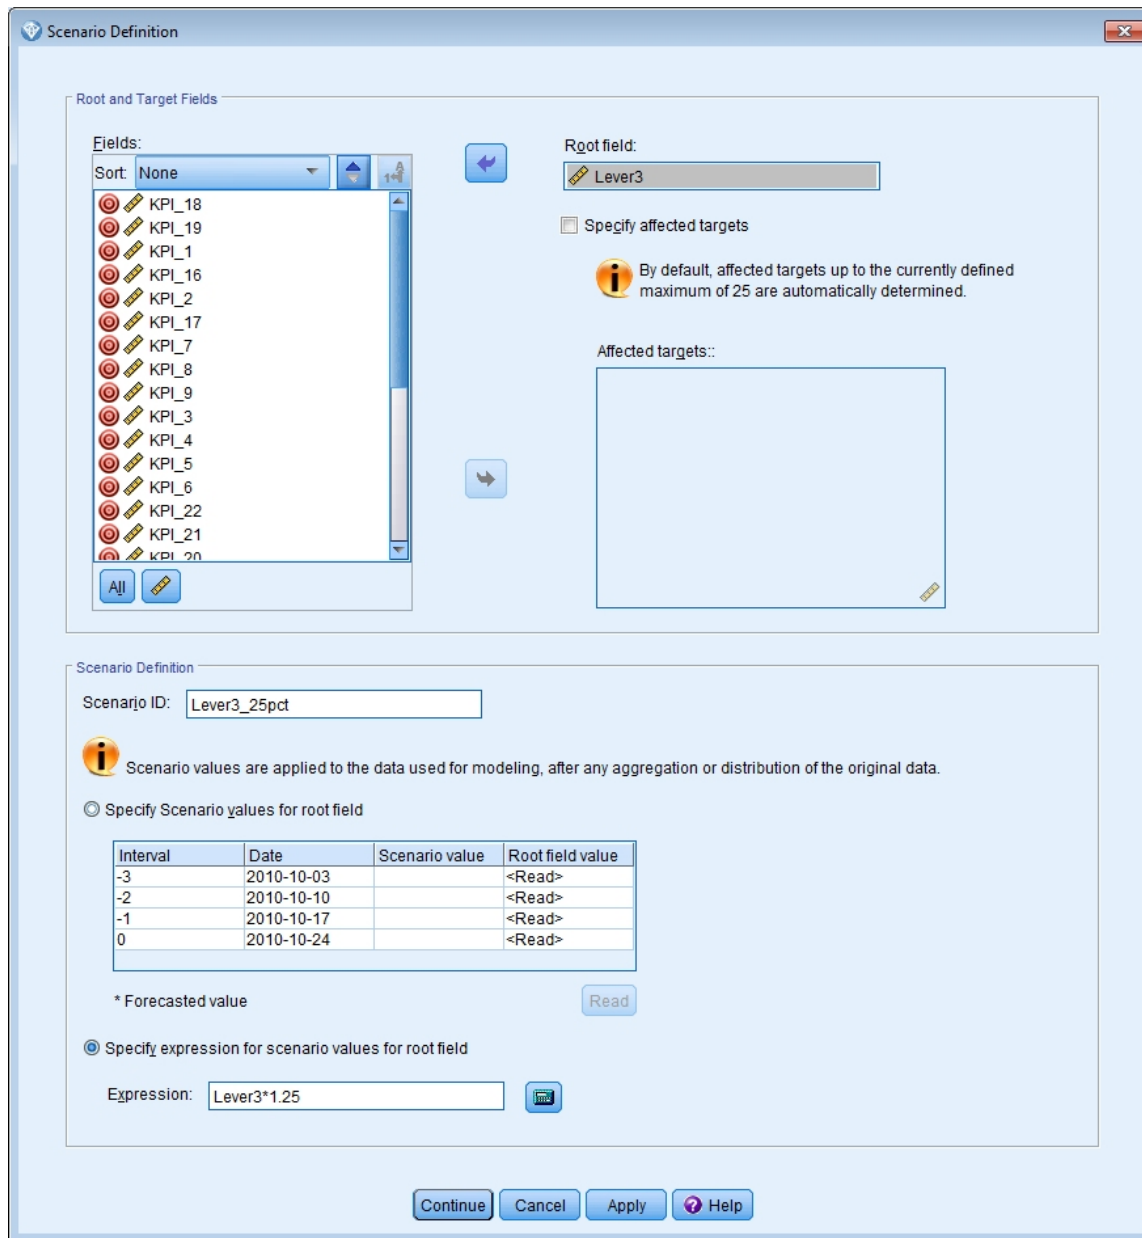 Scenario Definition
Root and Target Fields
Fields:
Sort: None
KPI_18
KPI_19
KPI_1
KPI_16
KPI_2
KPI_17
KPI_7
KPI_8
KPI_9
KPI_3
KPI_4
KPI_5
KPI_6
KPI_22
KPI_21
KPI_20
All
Root field:
Lever3
Specify affected targets
By default, affected targets up to the currently defined
maximum of 25 are automatically determined.
Affected targets::
Scenario Definition
Scenario ID: Lever3_25pct
Scenario values are applied to the data used for modeling, after any aggregation or distribution of the original data.
Specify Scenario values for root field
Interval Date Scenario value Root field value
-3 2010-10-03 <Read>
-2 2010-10-10 <Read>
-1 2010-10-17 <Read>
0 2010-10-24 <Read>
* Forecasted value Read
Specify expression for scenario values for root field
Expression: Lever3*1.25
Continue Cancel Apply Help